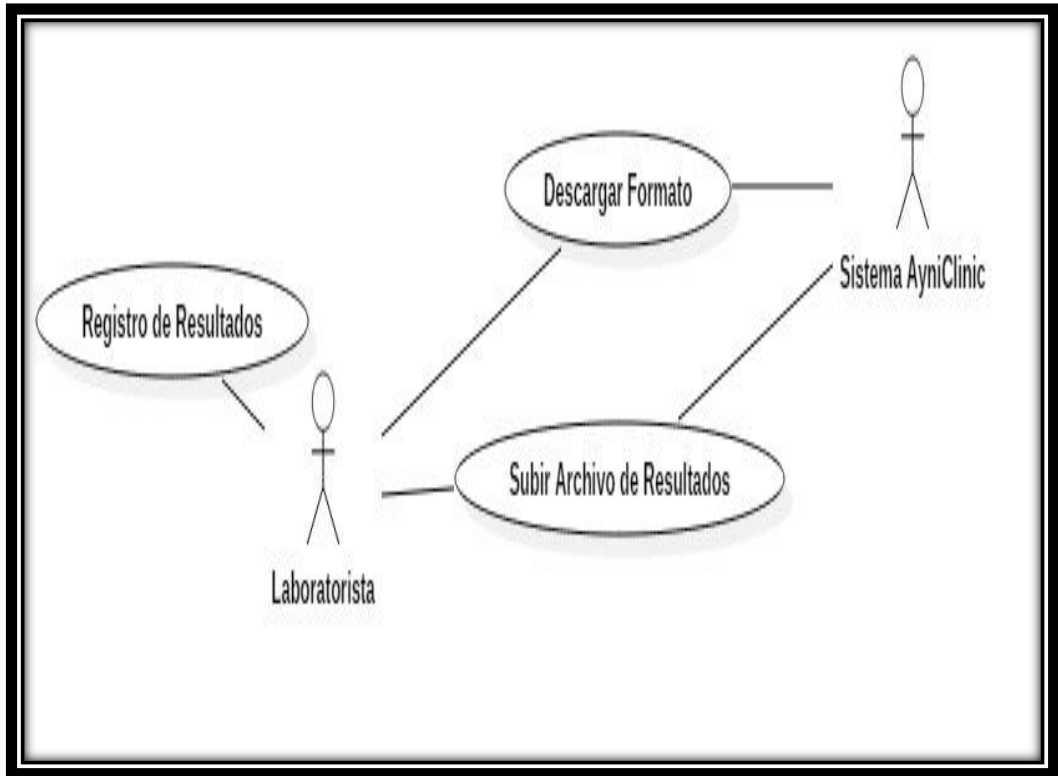 Descargar Formato
Sistema AyniClinic
Registro de Resultados
Subir Archivo de Resultados
Laboratorista